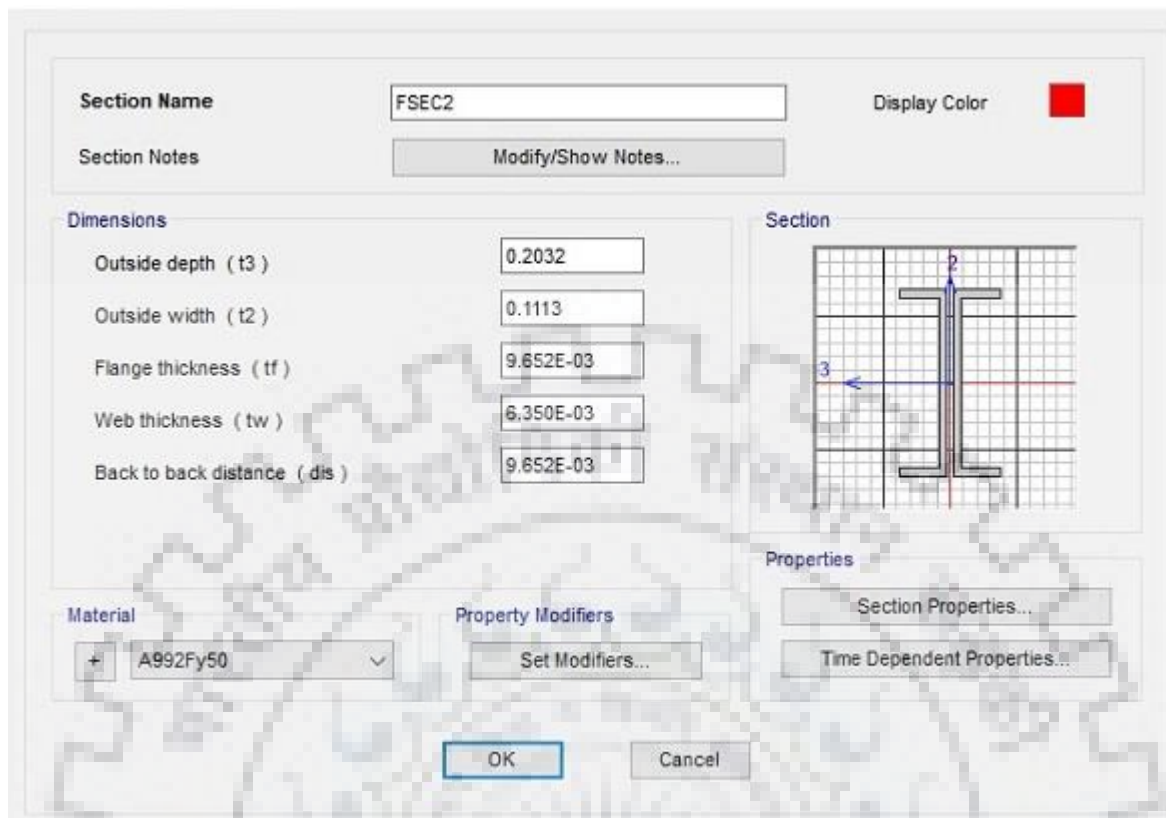 Section Name
FSEC2
Display Color
Section Notes
Modify/Show Notes...
Dimensions
Outside depth ( t3 )
0.2032
Outside width ( t2 )
0.1113
Flange thickness ( tf )
9.652E-03
Web thickness ( tw )
6.350E-03
Back to back distance ( dis )
9.652E-03
Section
2
3
Properties
Section Properties...
Time Dependent Properties...
Material
+
A992Fy50
Property Modifiers
Set Modifiers...
OK
Cancel